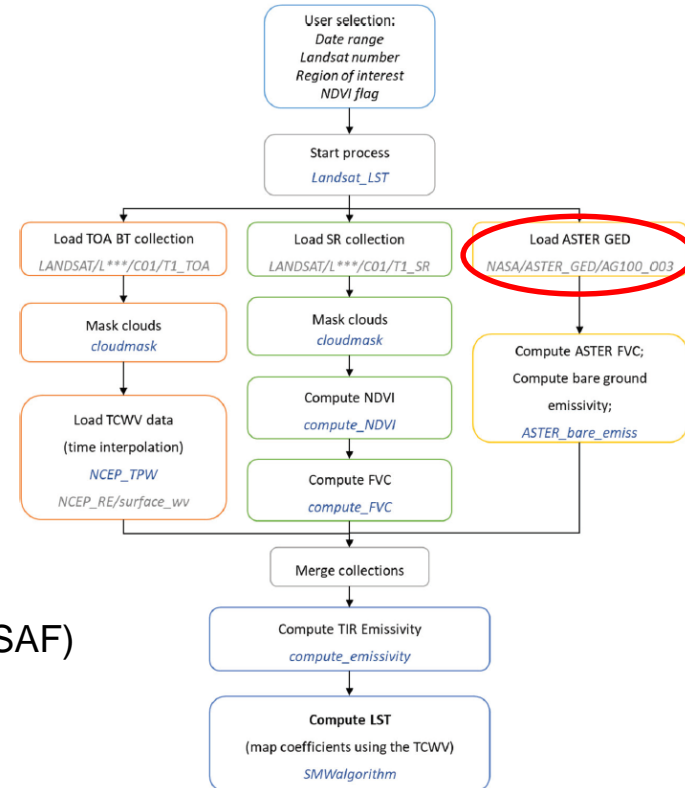 User selection:
Date range
Landsat number
Region of interest
NDVI flag
Start process
Landsat_LST
Load TOA BT collection
LANDSAT/L***/C01/T1_TOA
Mask clouds
cloudmask
Load TCWV data
(time interpolation)
NCEP_TPW
NCEP_RE/surface_wv
Load SR collection
LANDSAT/L***/C01/T1_SR
Mask clouds
cloudmask
Compute NDVI
compute_NDVI
Compute FVC
compute_FVC
Load ASTER GED
NASA/ASTER_GED/AG100_003
Compute ASTER FVC;
Compute bare ground
emissivity;
ASTER_bare_emiss
Merge collections
SAF)
Compute TIR Emissivity
compute_emissivity
Compute LST
(map coefficients using the TCWV)
SMWalgorithm